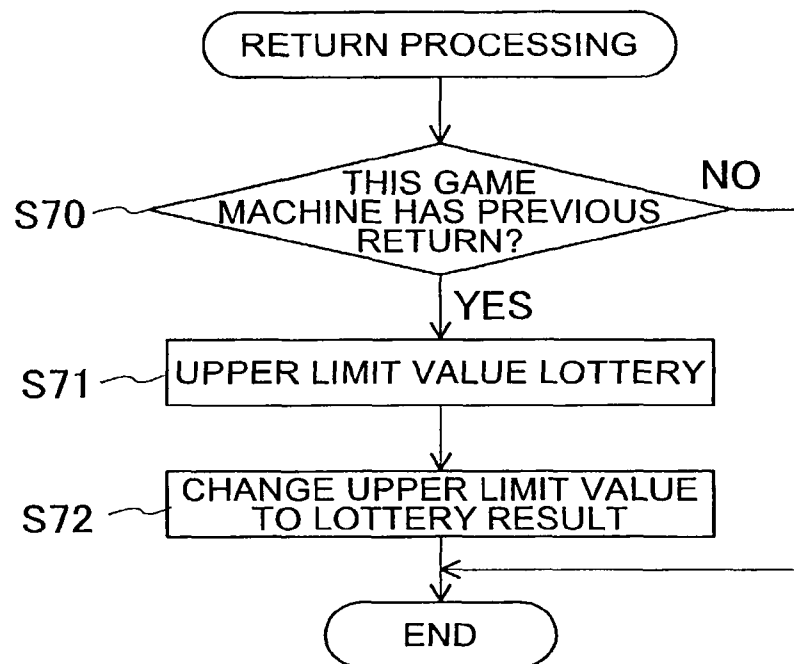 RETURN PROCESSING
THIS GAME
MACHINE HAS PREVIOUS
RETURN?
NO
S70
YES
S71
UPPER LIMIT VALUE LOTTERY
CHANGE UPPER LIMIT VALUE
TO LOTTERY RESULT
S72
END